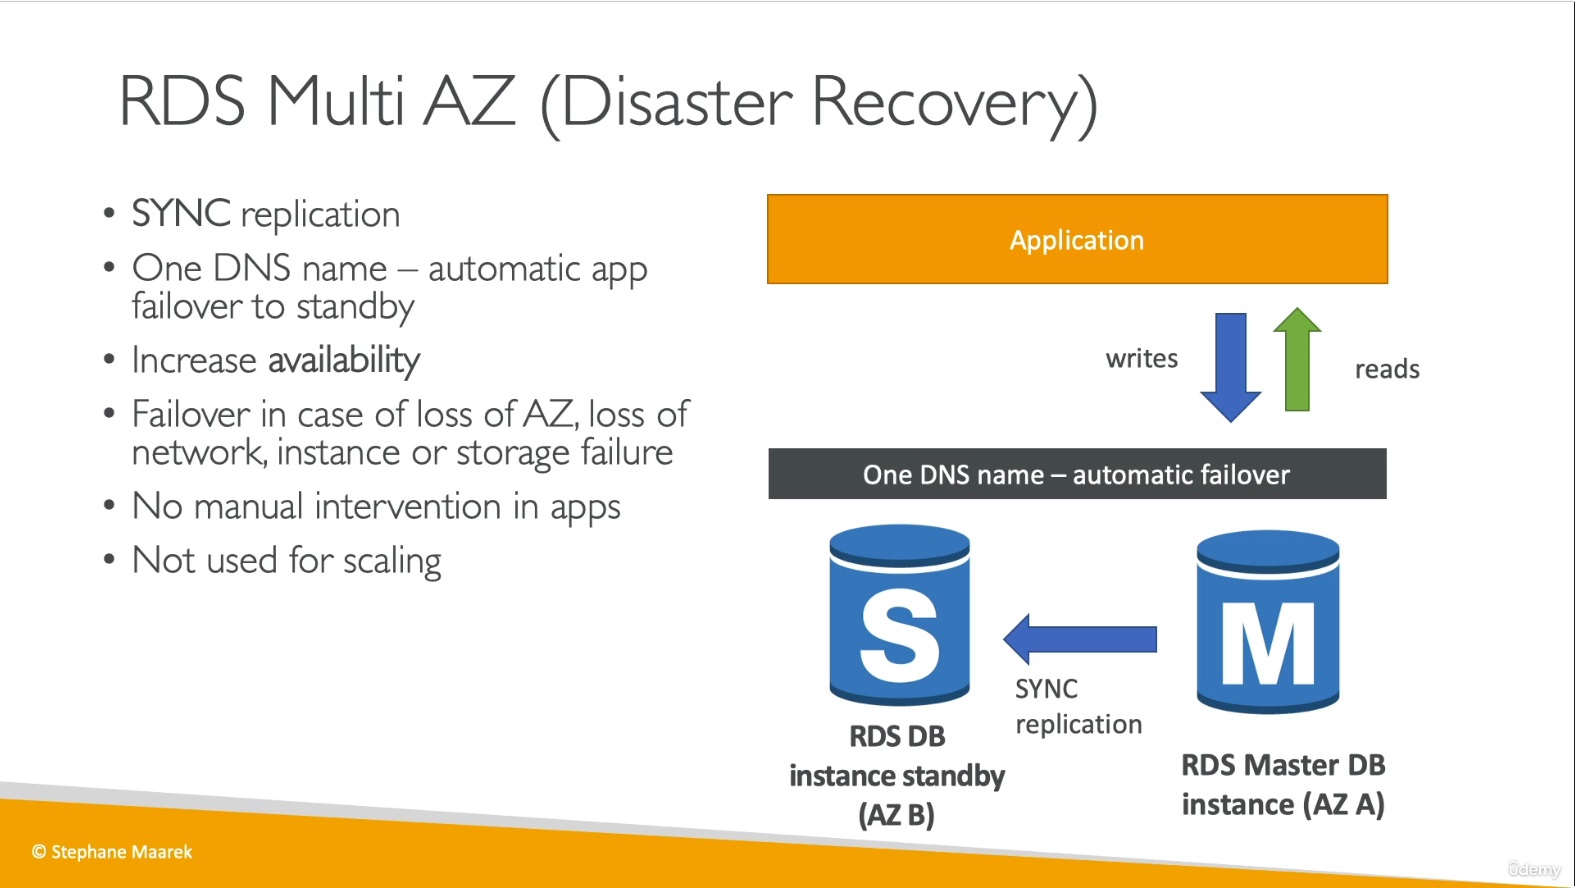 RDS Multi AZ (Disaster Recovery)
• SYNC replication
• One DNS name – automatic app
failover to standby
• Increase availability
• Failover in case of loss of AZ, loss of
network, instance or storage failure
• No manual intervention in apps
• Not used for scaling
Application
writes
reads
One DNS name – automatic failover
S
M
SYNC
replication
RDS DB
instance standby
(AZ B)
RDS Master DB
instance (AZ A)
© Stephane Maarek
ûdemy